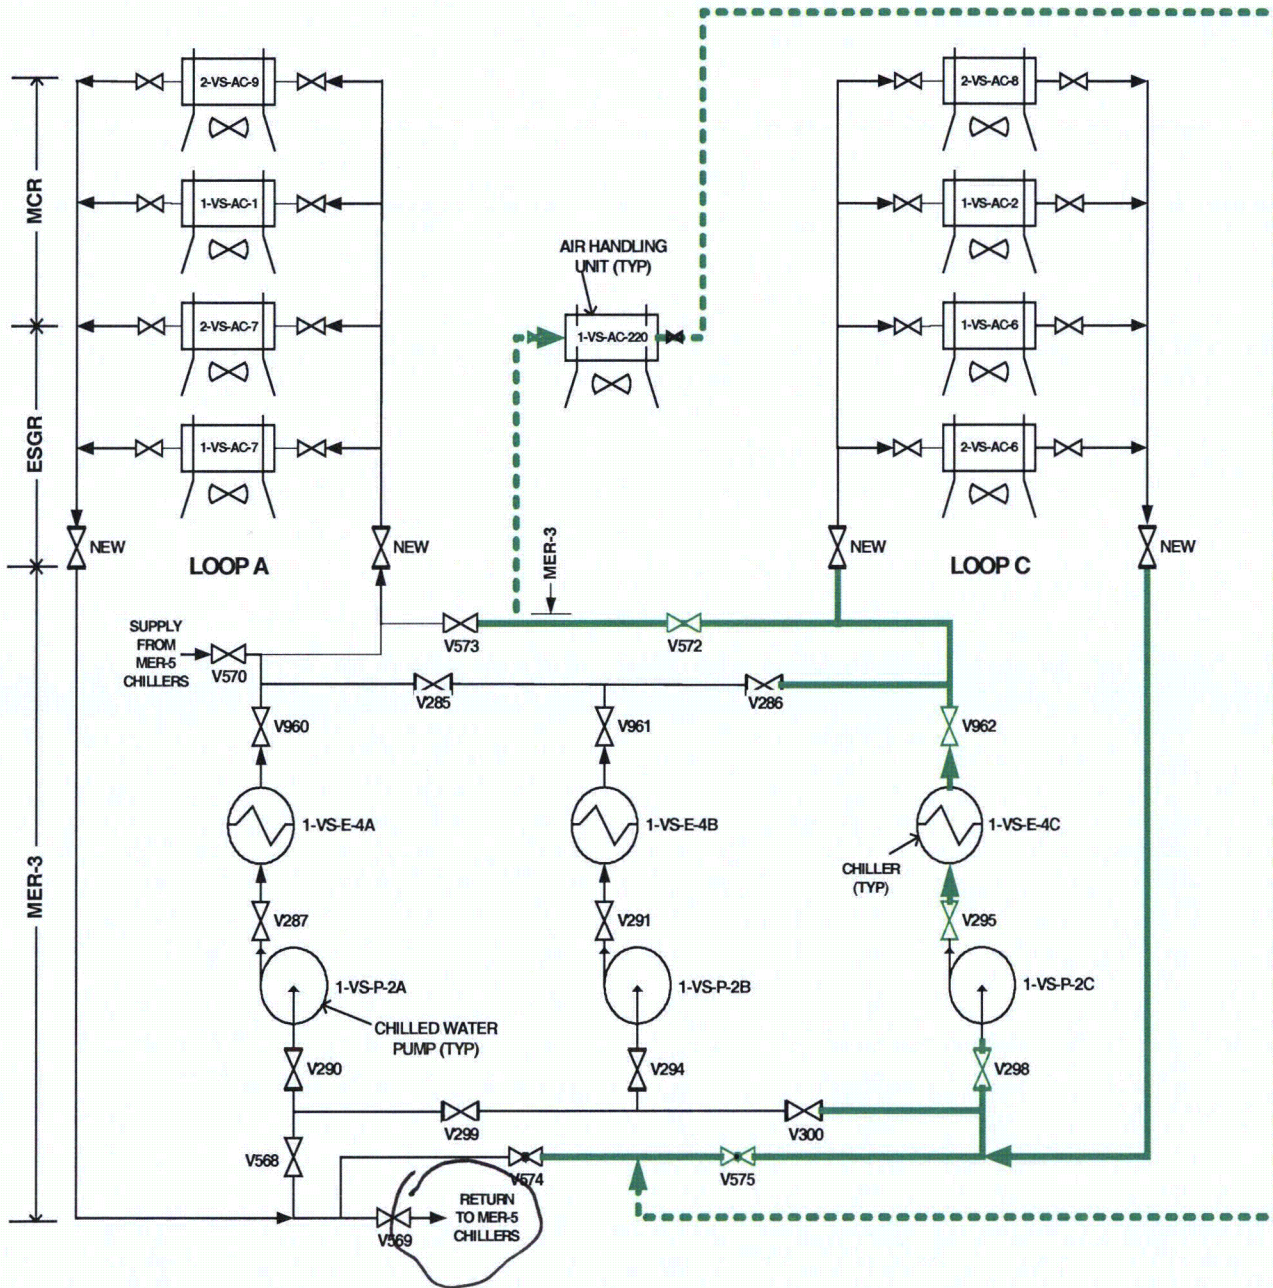 2-VS-AC-9
2-VS-AC-8
MCR
1-VS-AC-1
1-VS-AC-2
AIR HANDLING
UNIT (TYP)
2-VS-AC-7
1-VS-AC-220
1-VS-AC-6
ESGR
1-VS-AC-7
2-VS-AC-6
NEW
NEW
NEW
NEW
LOOP A
MER-3
LOOP C
SUPPLY
FROM
MER-5
CHILLERS
V573
V572
V570
V285
V286
V960
V961
V962
1-VS-E-4A
1-VS-E-4B
1-VS-E-4C
CHILLER
(TYP)
MER-3
V287
V291
V295
1-VS-P-2A
1-VS-P-2B
1-VS-P-2C
CHILLED WATER
PUMP (TYP)
V290
V294
V298
V299
V300
V568
V574
V575
RETURN
TO MER-5
CHILLERS
V569